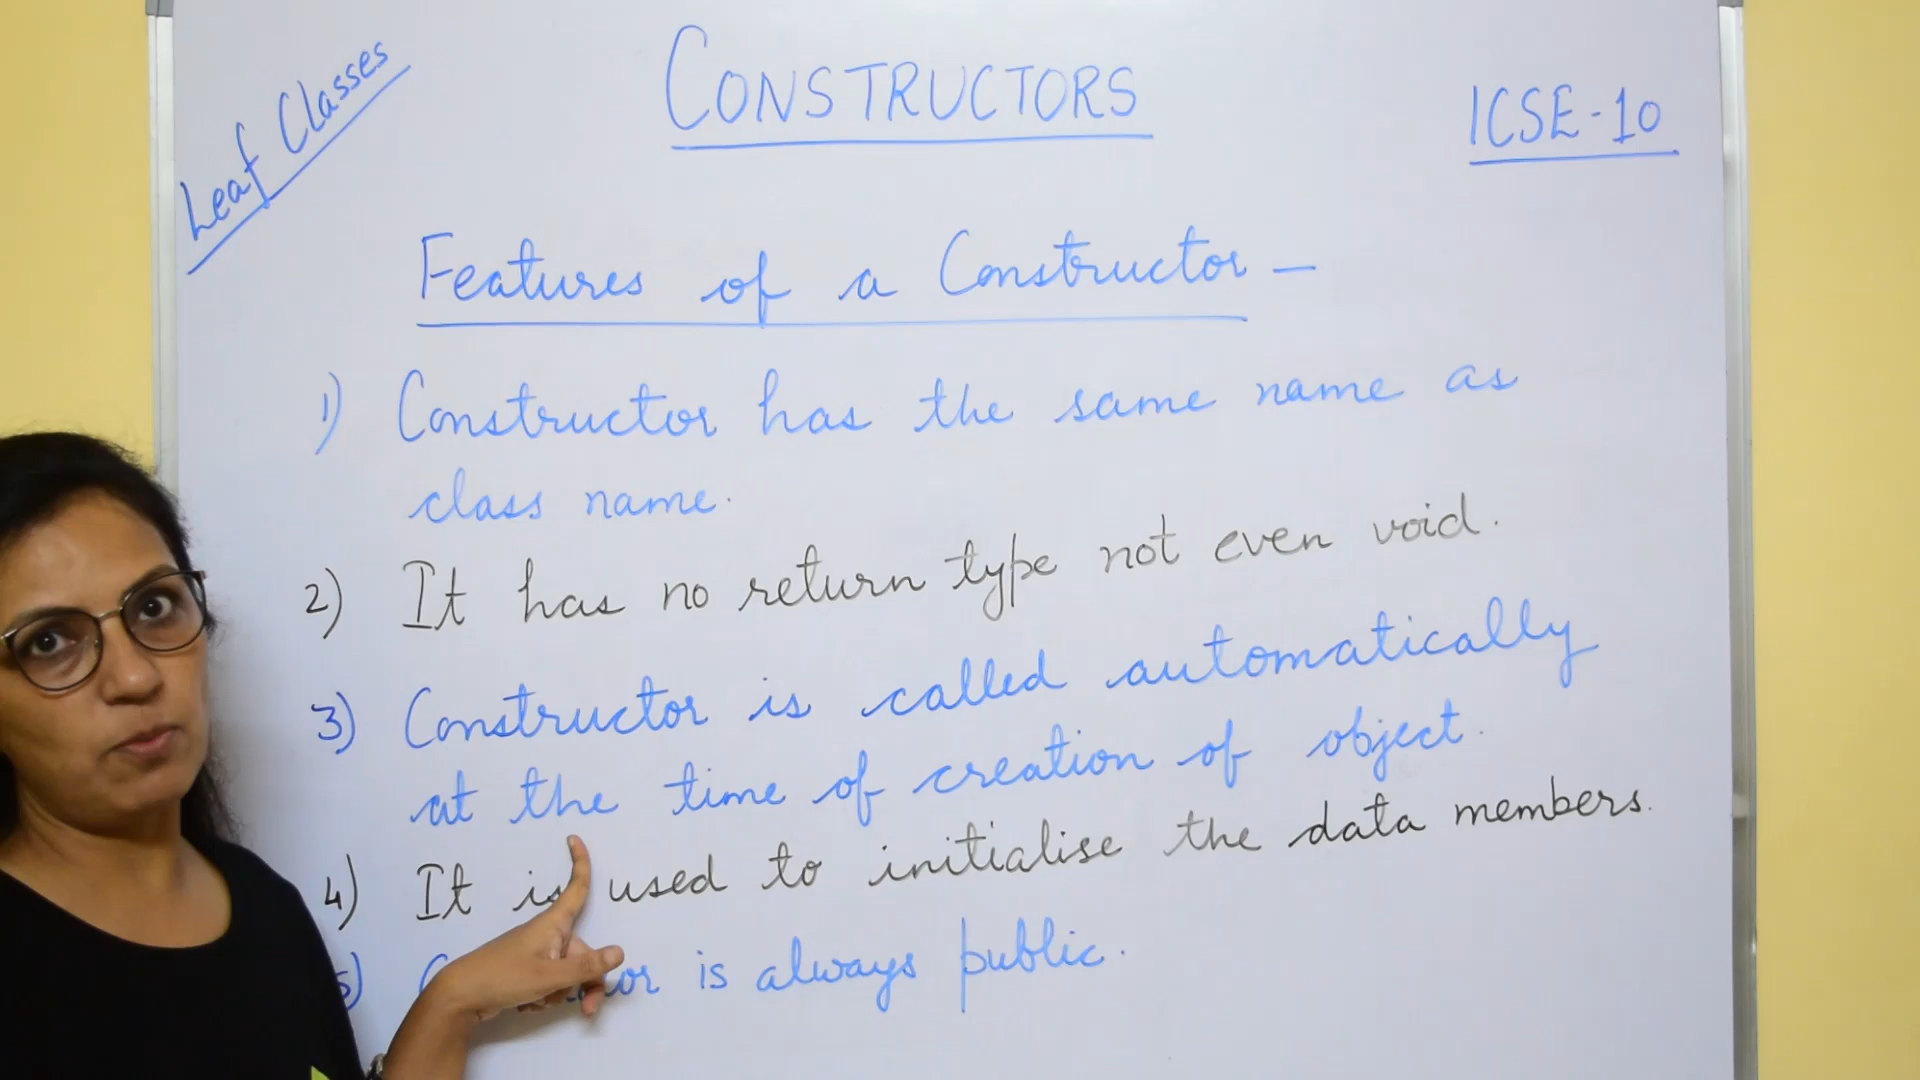 Leaf Classes
CONSTRUCTORS
ICSE-10
Features of a Constructor –
1) Constructor has the same name as
class name.
2) It has no return type not even void.
3) Constructor is called automatically
at the time of creation of object.
4) It is used to initialise the data members.
5) is always public.